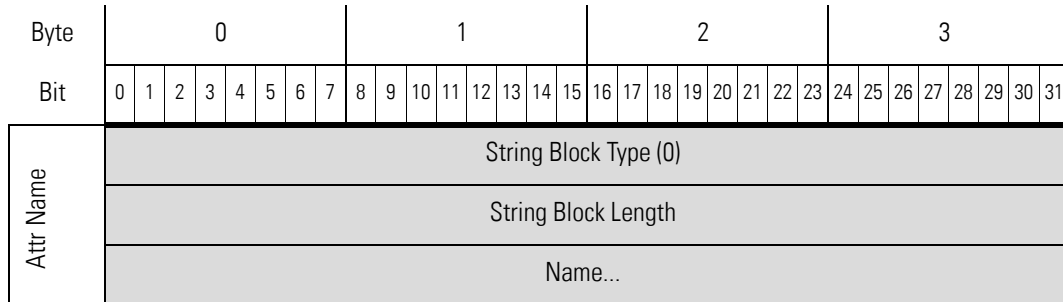 Byte 0 1 2 3
Bit 0 1 2 3 4 5 6 7 8 9 10 11 12 13 14 15 16 17 18 19 20 21 22 23 24 25 26 27 28 29 30 31
Attr Name
String Block Type (0)
String Block Length
Name...